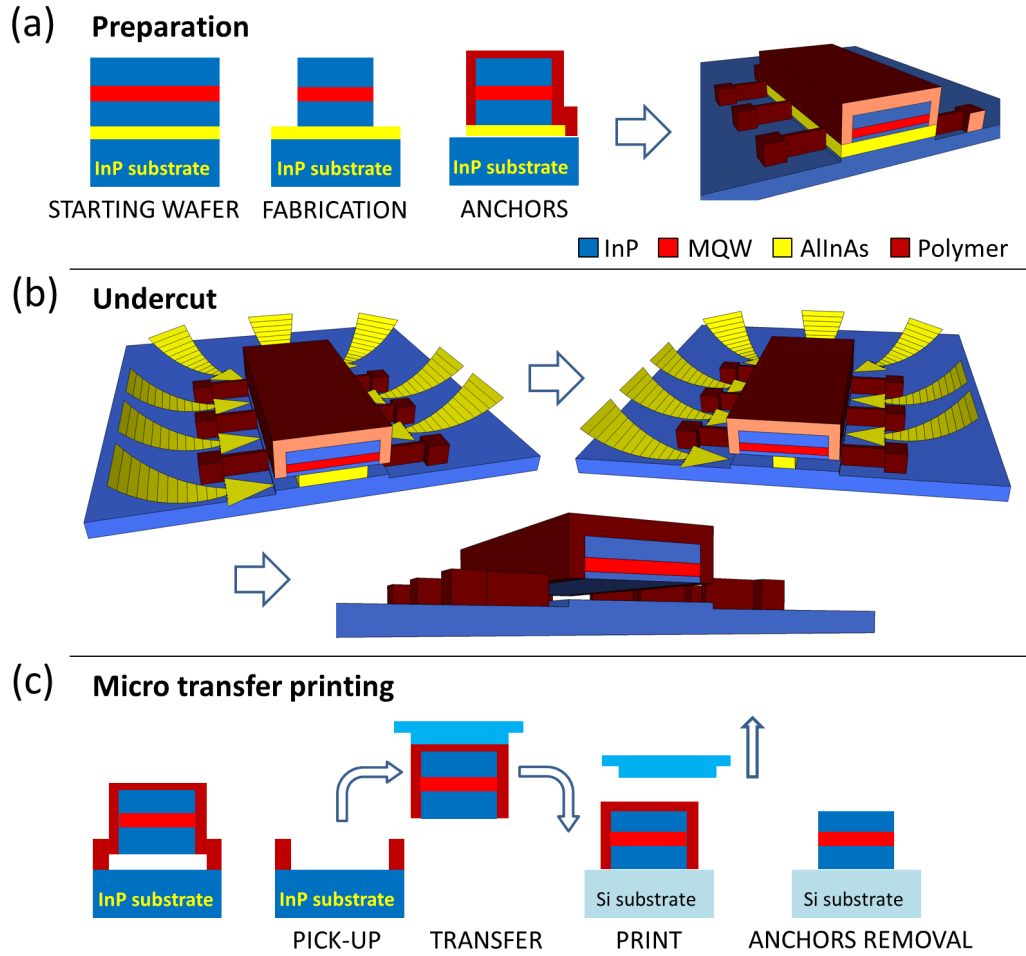 (a) Preparation
InP substrate
InP substrate
InP substrate
STARTING WAFER
FABRICATION
ANCHORS
InP
MQW
AlInAs
Polymer
(b) Undercut
(c) Micro transfer printing
InP substrate
InP substrate
Si substrate
Si substrate
PICK-UP
TRANSFER
PRINT
ANCHORS REMOVAL